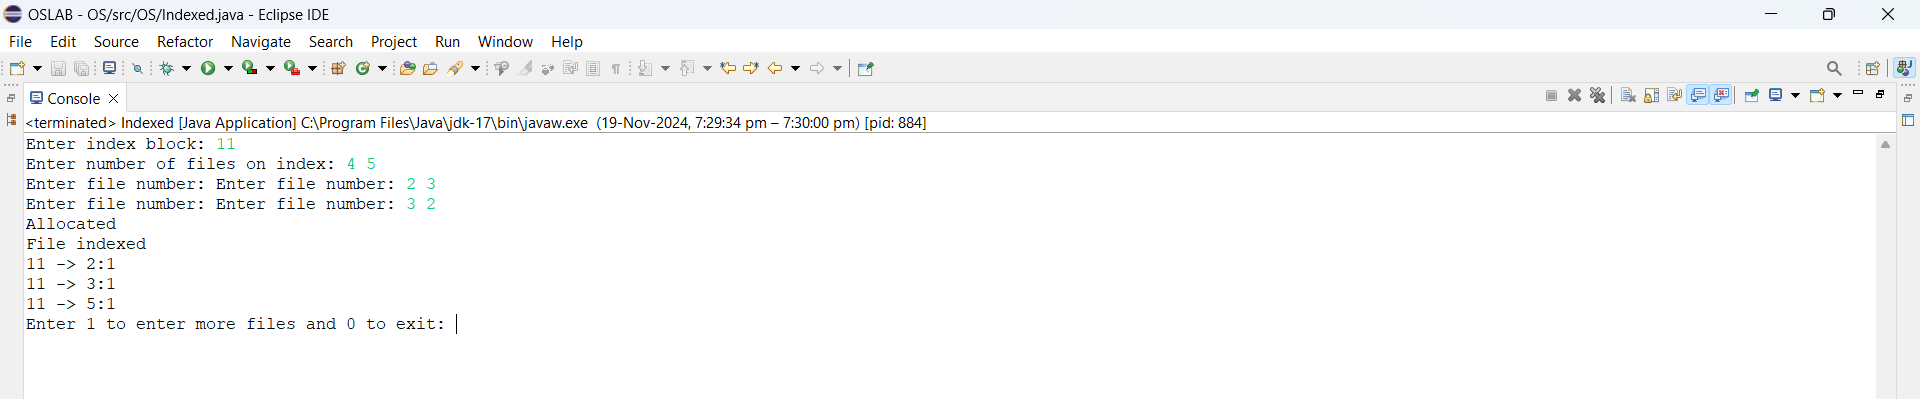 OSLAB - OS/src/OS/Indexed.java - Eclipse IDE
File Edit Source Refactor Navigate Search Project Run Window Help
Console
<terminated> Indexed [Java Application] C:\Program Files\Java\jdk-17\bin\javaw.exe (19-Nov-2024, 7:29:34 pm – 7:30:00 pm) [pid: 884]
Enter index block: 11
Enter number of files on index: 4 5
Enter file number: Enter file number: 2 3
Enter file number: Enter file number: 3 2
Allocated
File indexed
11 -> 2:1
11 -> 3:1
11 -> 5:1
Enter 1 to enter more files and 0 to exit: